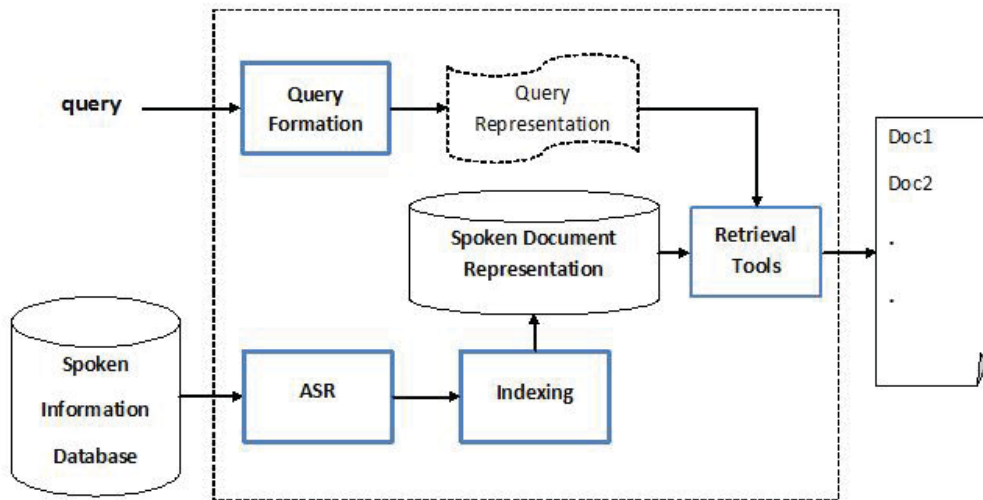 query
Query
Formation
Query
Representation
Doc1
Doc2
.
.
Spoken Document
Representation
Retrieval
Tools
Spoken
Information
Database
ASR
Indexing